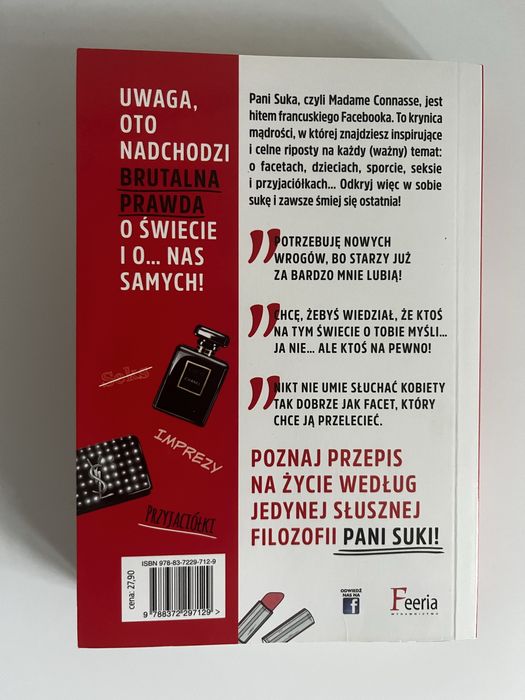 UWAGA,
OTO
NADCHODZI
BRUTALNA
PRAWDA
O ŚWIECIE
I O... NAS
SAMYCH!
Pani Suka, czyli Madame Connasse, jest
hitem francuskiego Facebooka. To krynica
mądrości, w której znajdziesz inspirujące
i celne riposty na każdy (ważny) temat:
o facetach, dzieciach, sporcie, seksie
i przyjaciółkach... Odkryj więc w sobie
sukę i zawsze śmiej się ostatnia!
” POTRZEBUJĘ NOWYCH
WROGÓW, BO STARZY JUŻ
ZA BARDZO MNIE LUBIĄ!
” CHCĘ, ŻEBYŚ WIEDZIAŁ, ŻE KTOŚ
NA TYM ŚWIECIE O TOBIE MYŚLI...
JA NIE... ALE KTOŚ NA PEWNO!
” NIKT NIE UMIE SŁUCHAĆ KOBIETY
TAK DOBRZE JAK FACET, KTÓRY
CHCE JĄ PRZELECIEĆ.
POZNAJ PRZEPIS
NA ŻYCIE WEDŁUG
JEDYNEJ SŁUSZNEJ
FILOZOFII PANI SUKI!
Seks
CHANEL
IMPREZY
PRZYJACIÓŁKI
ISBN 978-83-7229-712-9
cena: 27,90
9 788372 297129 >
ODWIEDŹ
NAS NA
f
Feeria
WYDAWNICTWO